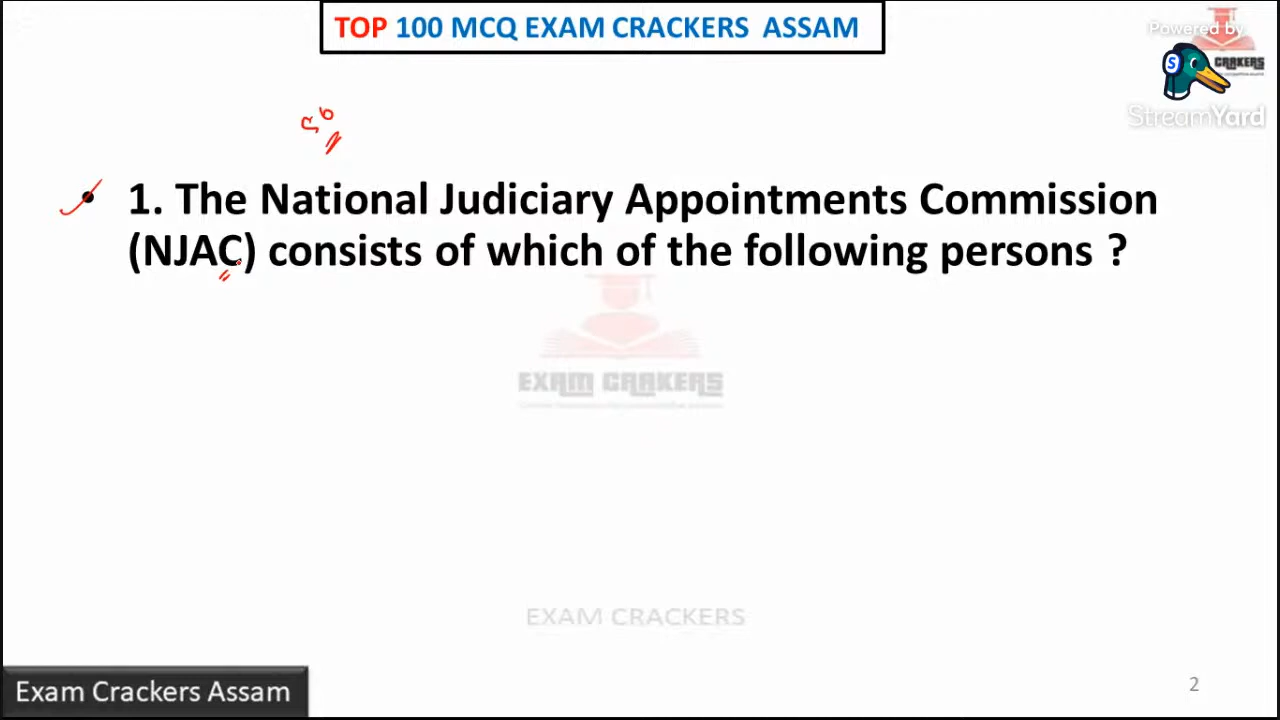 TOP 100 MCQ EXAM CRACKERS ASSAM
Powered by
CRAKERS
StreamYard
50
1. The National Judiciary Appointments Commission
(NJAC) consists of which of the following persons ?
EXAM CRAKERS
EXAM CRACKERS
Exam Crackers Assam
2